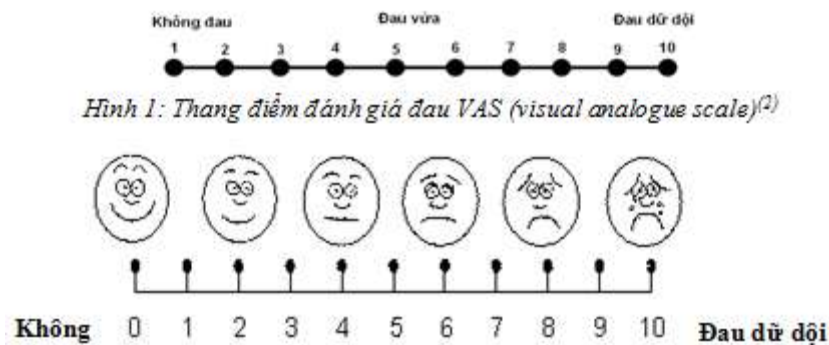 Không đau Đau vừa Đau dữ dội
1 2 3 4 5 6 7 8 9 10
Hình 1: Thang điểm đánh giá đau VAS (visual analogue scale)(2)
Không 0 1 2 3 4 5 6 7 8 9 10 Đau dữ dội